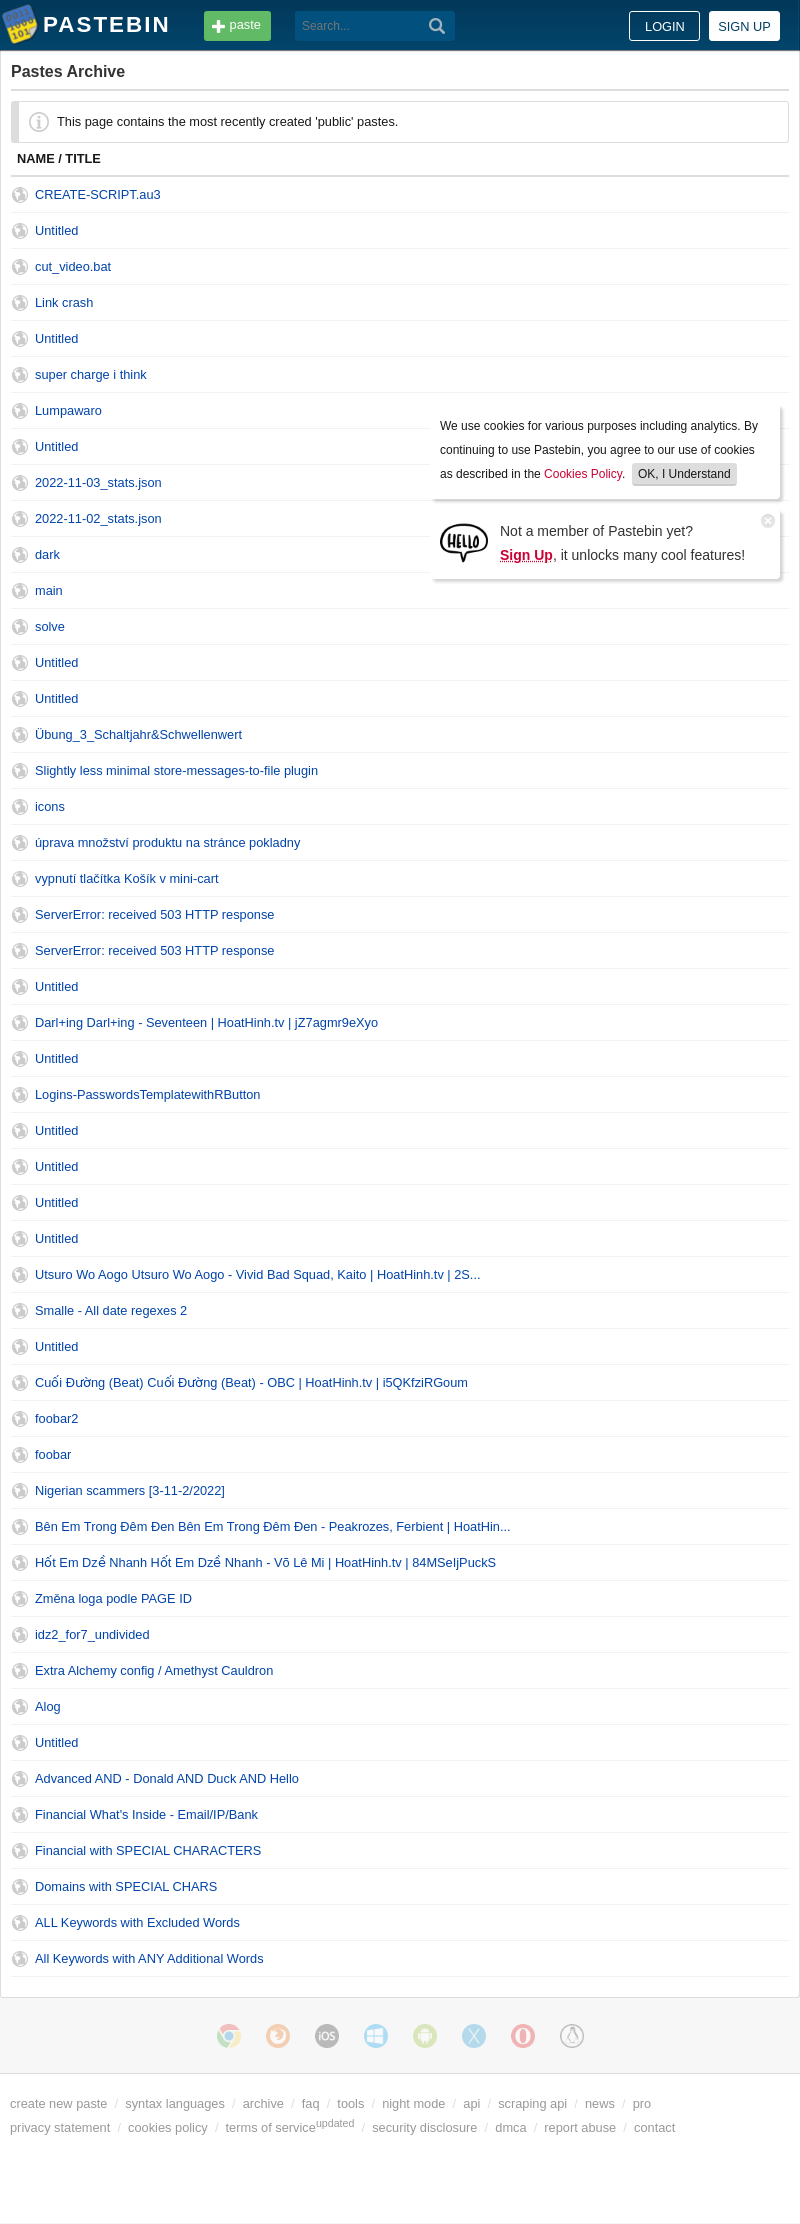 PASTEBIN
paste
Search...
LOGIN
SIGN UP
Pastes Archive
This page contains the most recently created 'public' pastes.
NAME / TITLE
CREATE-SCRIPT.au3
Untitled
cut_video.bat
Link crash
Untitled
super charge i think
Lumpawaro
Untitled
2022-11-03_stats.json
2022-11-02_stats.json
dark
We use cookies for various purposes including analytics. By
continuing to use Pastebin, you agree to our use of cookies
as described in the Cookies Policy. OK, I Understand
HELLO
Not a member of Pastebin yet?
Sign Up, it unlocks many cool features!
main
solve
Untitled
Untitled
Übung_3_Schaltjahr&Schwellenwert
Slightly less minimal store-messages-to-file plugin
icons
úprava množství produktu na stránce pokladny
vypnutí tlačítka Košík v mini-cart
ServerError: received 503 HTTP response
ServerError: received 503 HTTP response
Untitled
Darl+ing Darl+ing - Seventeen | HoatHinh.tv | jZ7agmr9eXyo
Untitled
Logins-PasswordsTemplatewithRButton
Untitled
Untitled
Untitled
Untitled
Utsuro Wo Aogo Utsuro Wo Aogo - Vivid Bad Squad, Kaito | HoatHinh.tv | 2S...
Smalle - All date regexes 2
Untitled
Cuối Đường (Beat) Cuối Đường (Beat) - OBC | HoatHinh.tv | i5QKfziRGoum
foobar2
foobar
Nigerian scammers [3-11-2/2022]
Bên Em Trong Đêm Đen Bên Em Trong Đêm Đen - Peakrozes, Ferbient | HoatHin...
Hốt Em Dzề Nhanh Hốt Em Dzề Nhanh - Võ Lê Mi | HoatHinh.tv | 84MSeIjPuckS
Změna loga podle PAGE ID
idz2_for7_undivided
Extra Alchemy config / Amethyst Cauldron
Alog
Untitled
Advanced AND - Donald AND Duck AND Hello
Financial What's Inside - Email/IP/Bank
Financial with SPECIAL CHARACTERS
Domains with SPECIAL CHARS
ALL Keywords with Excluded Words
All Keywords with ANY Additional Words
iOS
create new paste / syntax languages / archive / faq / tools / night mode / api / scraping api / news / pro
privacy statement / cookies policy / terms of serviceupdated / security disclosure / dmca / report abuse / contact